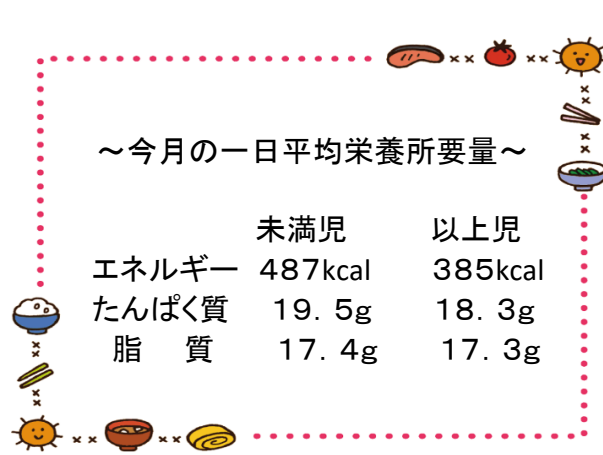 ～今月の一日平均栄養所要量～
未満児　以上児
エネルギー　４８７kcal　３８５kcal
たんぱく質　１９．５g　１８．３g
脂　質　１７．４g　１７．３g